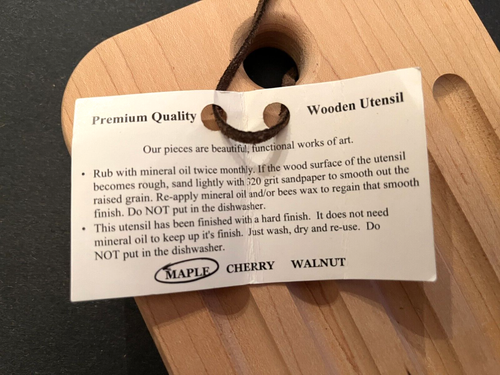 Premium Quality Wooden Utensil
Our pieces are beautiful, functional works of art.
• Rub with mineral oil twice monthly. If the wood surface of the utensil
becomes rough, sand lightly with 320 grit sandpaper to smooth out the
raised grain. Re-apply mineral oil and/or bees wax to regain that smooth
finish. Do NOT put in the dishwasher.
• This utensil has been finished with a hard finish. It does not need
mineral oil to keep up it's finish. Just wash, dry and re-use. Do
NOT put in the dishwasher.
MAPLE CHERRY WALNUT